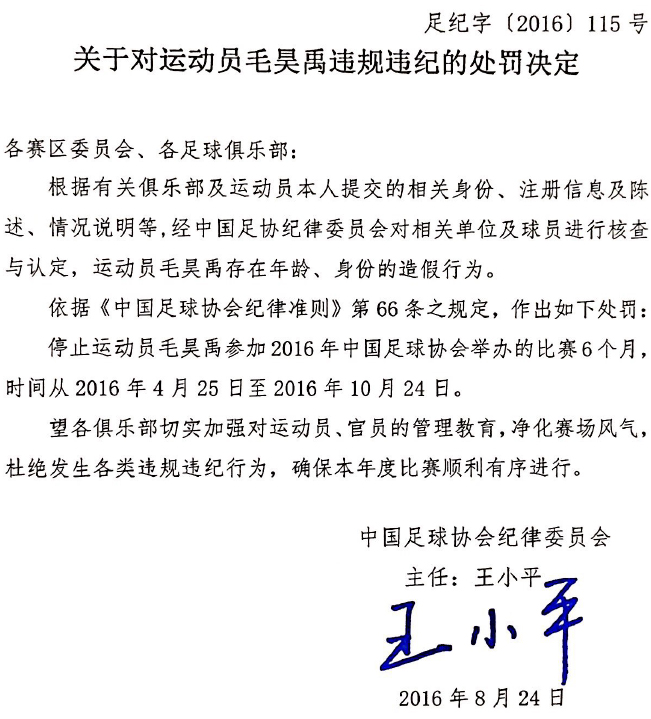 足纪字〔2016〕115 号
关于对运动员毛昊禹违规违纪的处罚决定
各赛区委员会、各足球俱乐部：
根据有关俱乐部及运动员本人提交的相关身份、注册信息及陈
述、情况说明等,经中国足协纪律委员会对相关单位及球员进行核查
与认定，运动员毛昊禹存在年龄、身份的造假行为。
依据《中国足球协会纪律准则》第 66 条之规定，作出如下处罚：
停止运动员毛昊禹参加 2016 年中国足球协会举办的比赛 6 个月，
时间从 2016 年 4 月 25 日至 2016 年 10 月 24 日。
望各俱乐部切实加强对运动员、官员的管理教育，净化赛场风气，
杜绝发生各类违规违纪行为，确保本年度比赛顺利有序进行。
中国足球协会纪律委员会
主任：王小平
王小平
2016 年 8 月 24 日